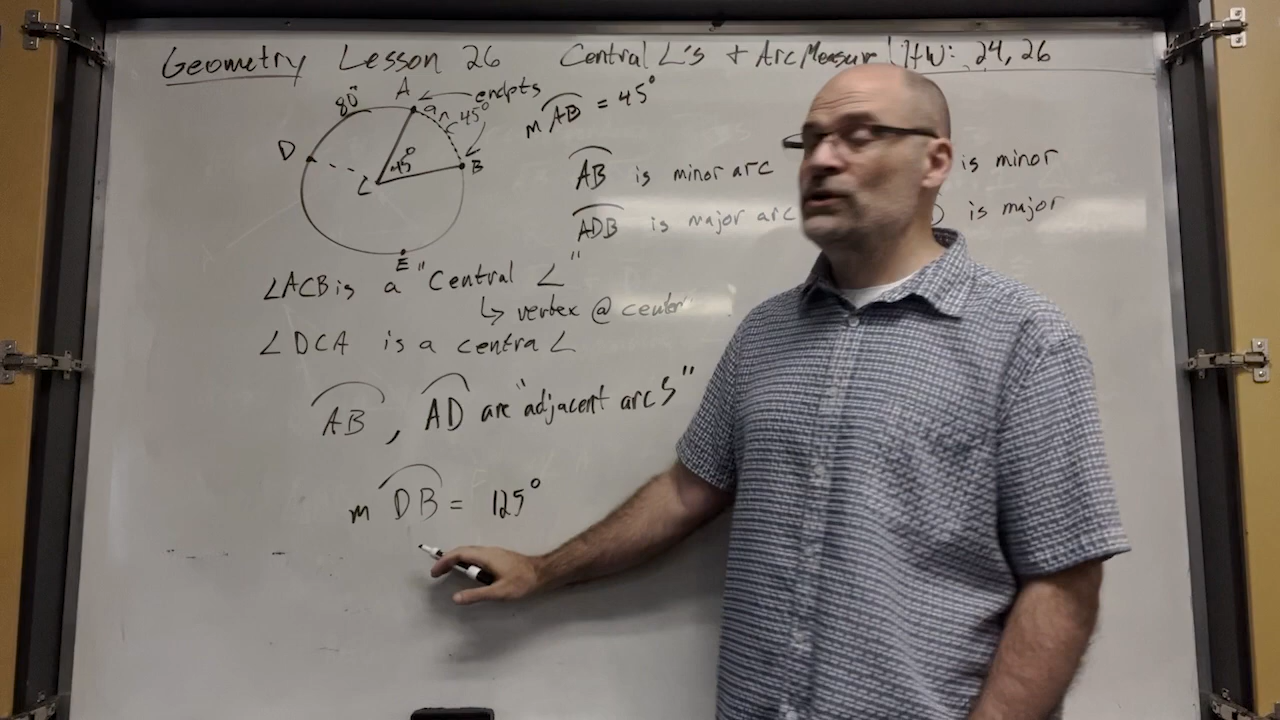 Geometry Lesson 26 Central ∠'s + Arc Measure HW: 24, 26
80°
A
endpts
arc
45°
m AB = 45°
D
45°
C
B
AB is minor arc
is minor
ADB is major arc
is major
E
∠ACB is a "Central ∠"
↳ vertex @ center
∠DCA is a central ∠
AB, AD are "adjacent arcs"
m DB = 125°